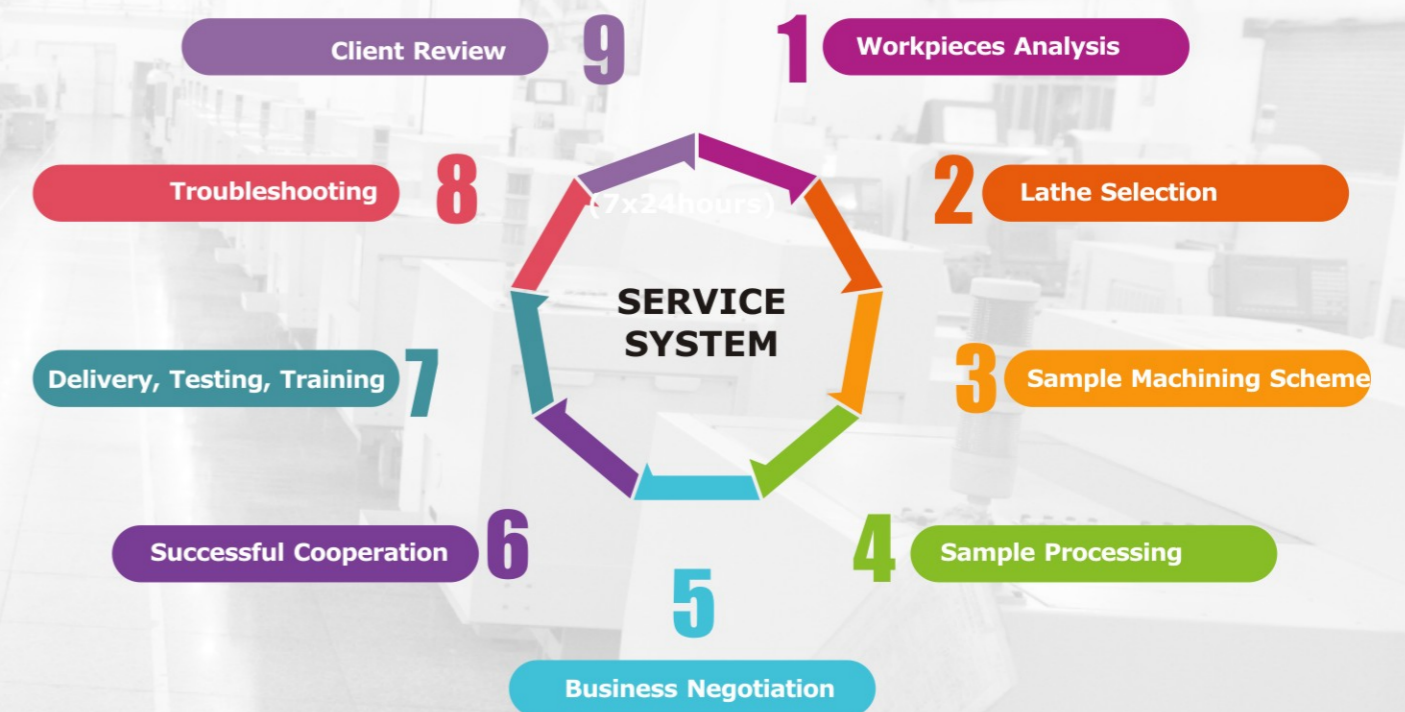 1 Workpieces Analysis
2 Lathe Selection
3 Sample Machining Scheme
4 Sample Processing
5
Business Negotiation
6 Successful Cooperation
7 Delivery, Testing, Training
8 Troubleshooting
9 Client Review
(7x24hours)
SERVICE
SYSTEM